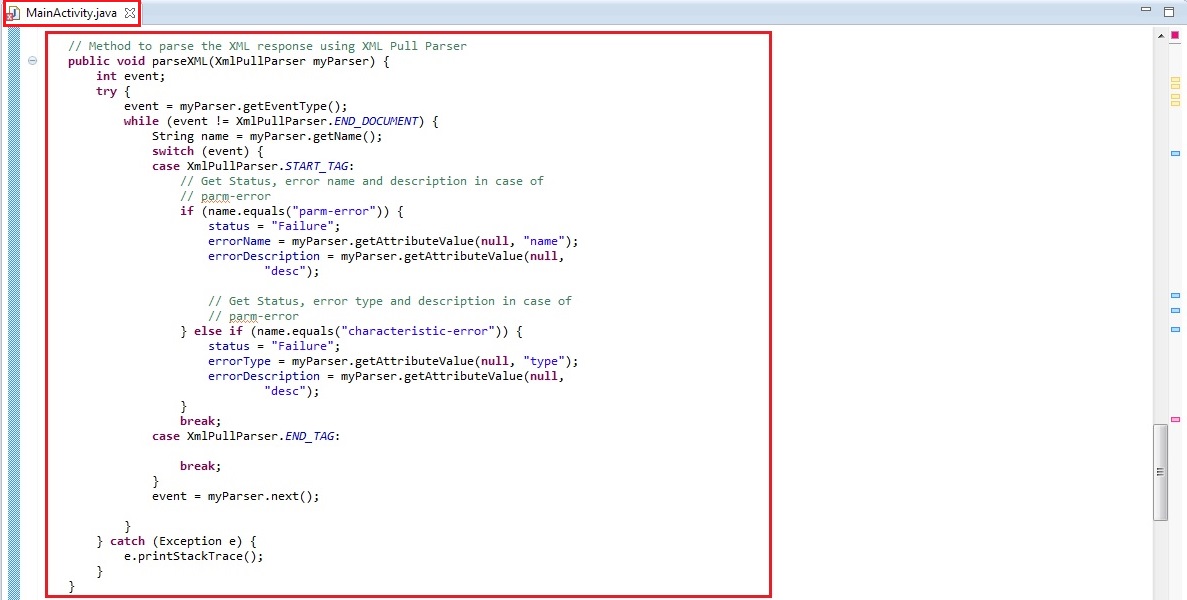 MainActivity.java
// Method to parse the XML response using XML Pull Parser
public void parseXML(XmlPullParser myParser) {
    int event;
    try {
        event = myParser.getEventType();
        while (event != XmlPullParser.END_DOCUMENT) {
            String name = myParser.getName();
            switch (event) {
            case XmlPullParser.START_TAG:
                // Get Status, error name and description in case of
                // parm-error
                if (name.equals("parm-error")) {
                    status = "Failure";
                    errorName = myParser.getAttributeValue(null, "name");
                    errorDescription = myParser.getAttributeValue(null,
                            "desc");
                    // Get Status, error type and description in case of
                    // parm-error
                } else if (name.equals("characteristic-error")) {
                    status = "Failure";
                    errorType = myParser.getAttributeValue(null, "type");
                    errorDescription = myParser.getAttributeValue(null,
                            "desc");
                }
                break;
            case XmlPullParser.END_TAG:
                break;
            }
            event = myParser.next();
        }
    } catch (Exception e) {
        e.printStackTrace();
    }
}